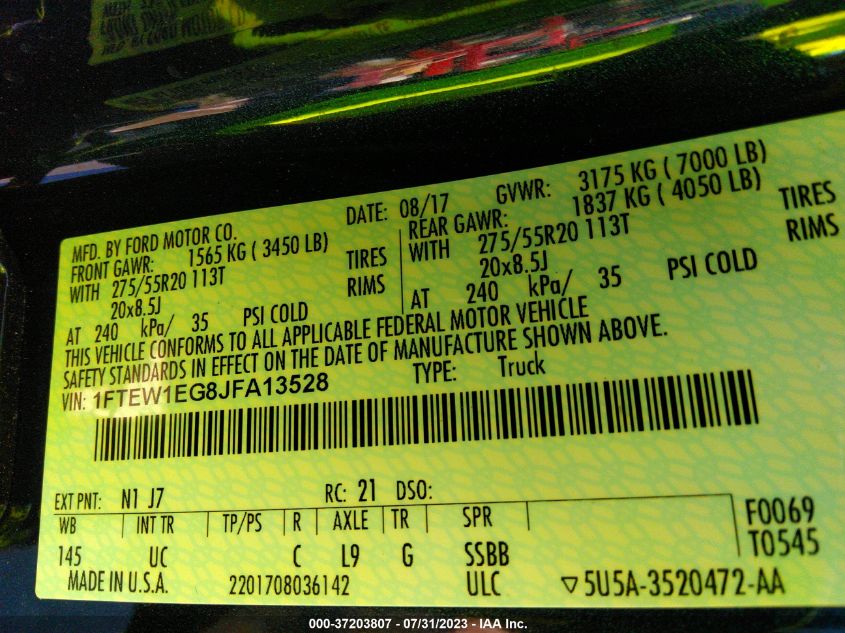 MFD. BY FORD MOTOR CO. DATE: 08/17 GVWR: 3175 KG ( 7000 LB)
FRONT GAWR: 1565 KG ( 3450 LB) REAR GAWR: 1837 KG ( 4050 LB)
WITH 275/55R20 113T TIRES WITH 275/55R20 113T TIRES
20x8.5J RIMS 20x8.5J RIMS
AT 240 kPa/ 35 PSI COLD AT 240 kPa/ 35 PSI COLD
THIS VEHICLE CONFORMS TO ALL APPLICABLE FEDERAL MOTOR VEHICLE
SAFETY STANDARDS IN EFFECT ON THE DATE OF MANUFACTURE SHOWN ABOVE.
VIN: 1FTEW1EG8JFA13528 TYPE: Truck
EXT PNT: N1 J7 RC: 21 DSO:
WB INT TR TP/PS R AXLE TR SPR F0069
145 UC C L9 G SSBB T0545
MADE IN U.S.A. 2201708036142 ULC ▽5U5A-3520472-AA
000-37203807 / 07/31/2023 - IAA Inc.